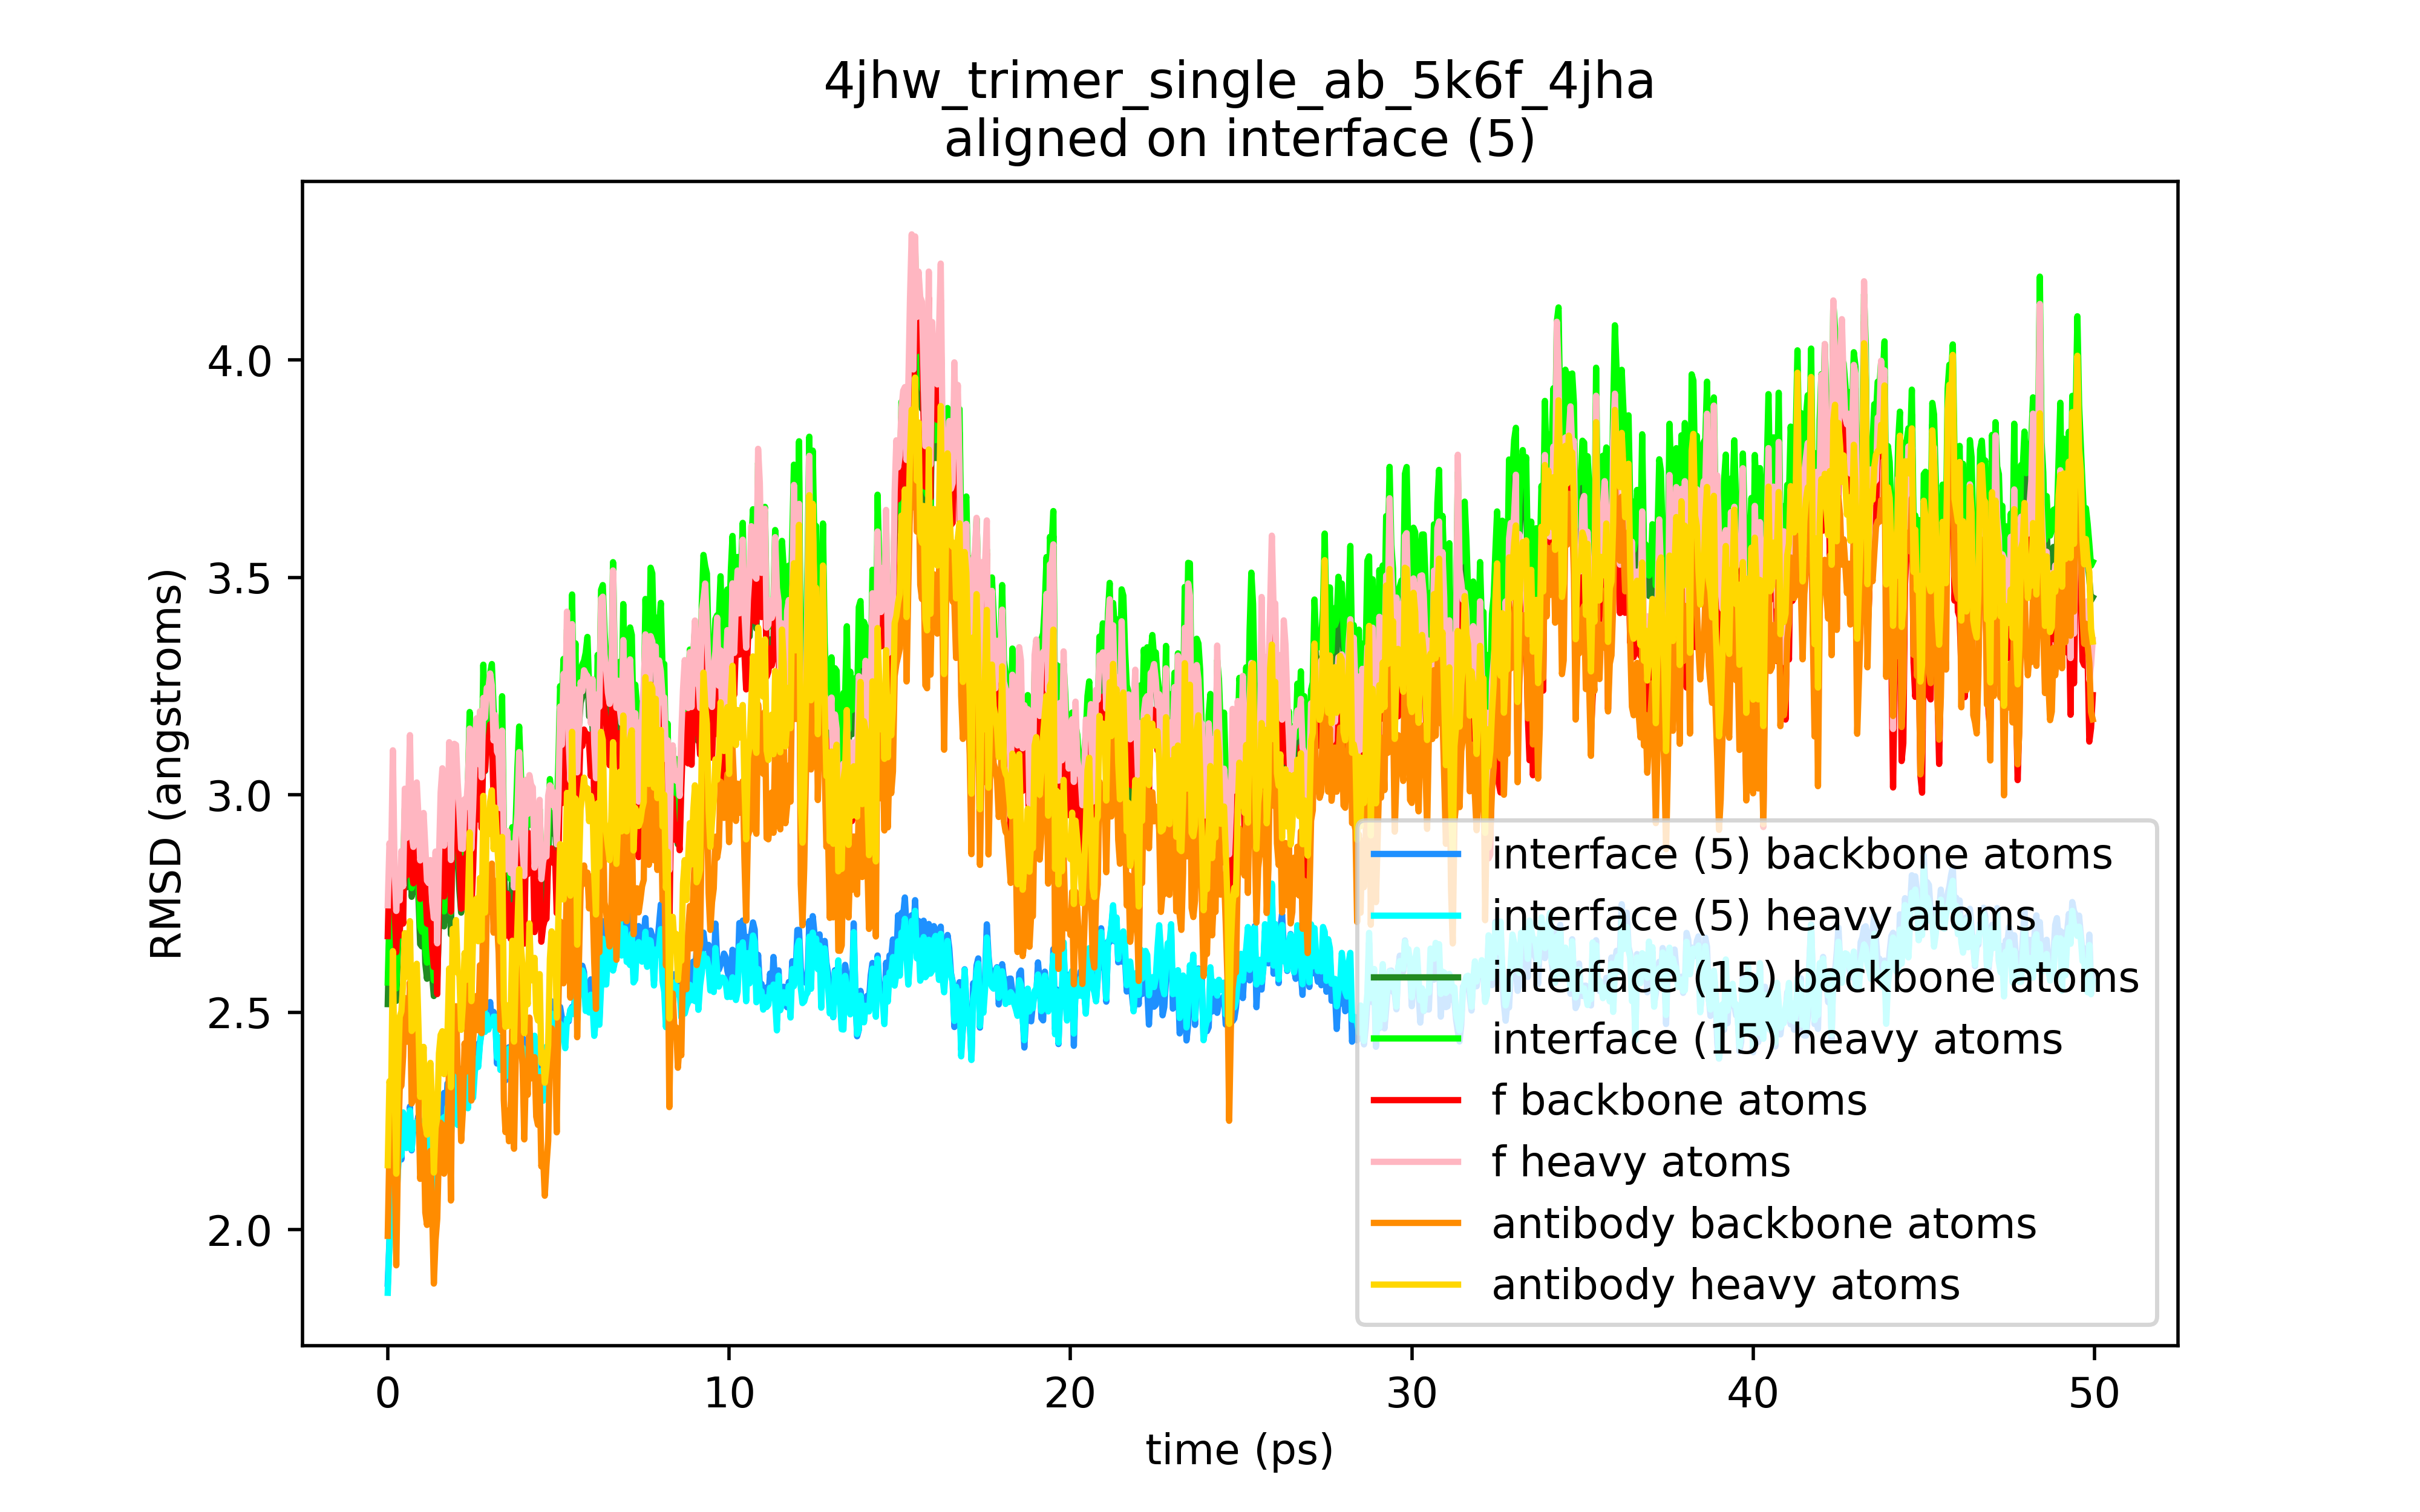 4jhw_trimer_single_ab_5k6f_4jha
aligned on interface (5)
RMSD (angstroms)
4.0
3.5
3.0
2.5
2.0
interface (5) backbone atoms
interface (5) heavy atoms
interface (15) backbone atoms
interface (15) heavy atoms
f backbone atoms
f heavy atoms
antibody backbone atoms
antibody heavy atoms
0 10 20 30 40 50
time (ps)